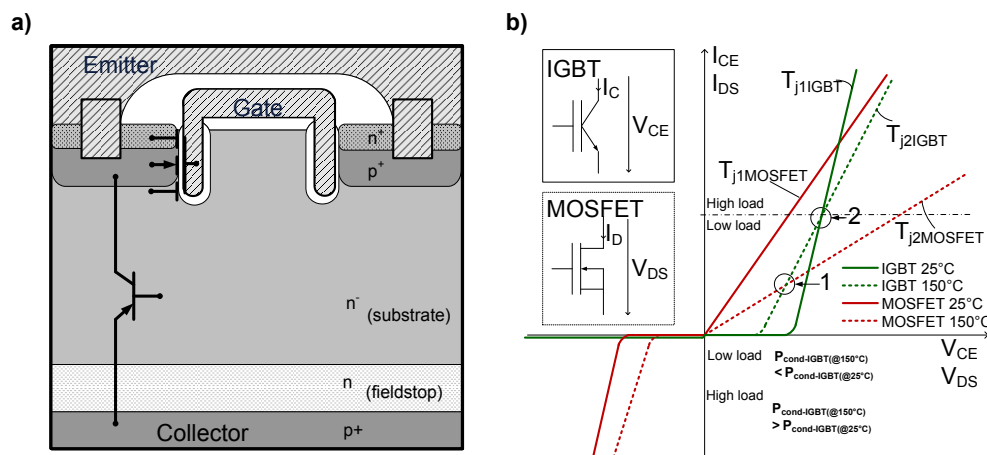 a)
Emitter
Gate
n+
p+
n-
(substrate)
n
(fieldstop)
Collector
p+
b)
IGBT
IC
VCE
MOSFET
ID
VDS
ICE
IDS
Tj1IGBT
Tj2IGBT
Tj1MOSFET
High load
Low load
2
Tj2MOSFET
1
IGBT 25°C
IGBT 150°C
MOSFET 25°C
MOSFET 150°C
VCE
VDS
Low load
Pcond-IGBT(@150°C)
< Pcond-IGBT(@25°C)
High load
Pcond-IGBT(@150°C)
> Pcond-IGBT(@25°C)